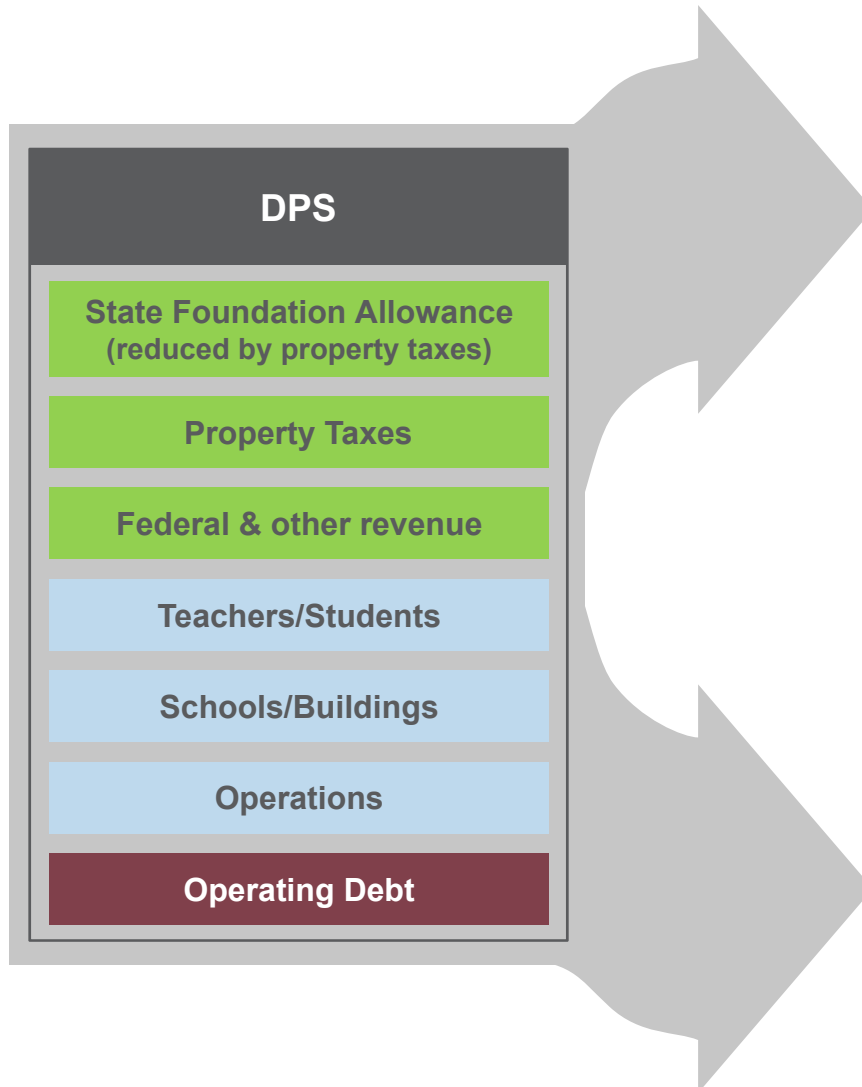 DPS
State Foundation Allowance
(reduced by property taxes)
Property Taxes
Federal & other revenue
Teachers/Students
Schools/Buildings
Operations
Operating Debt